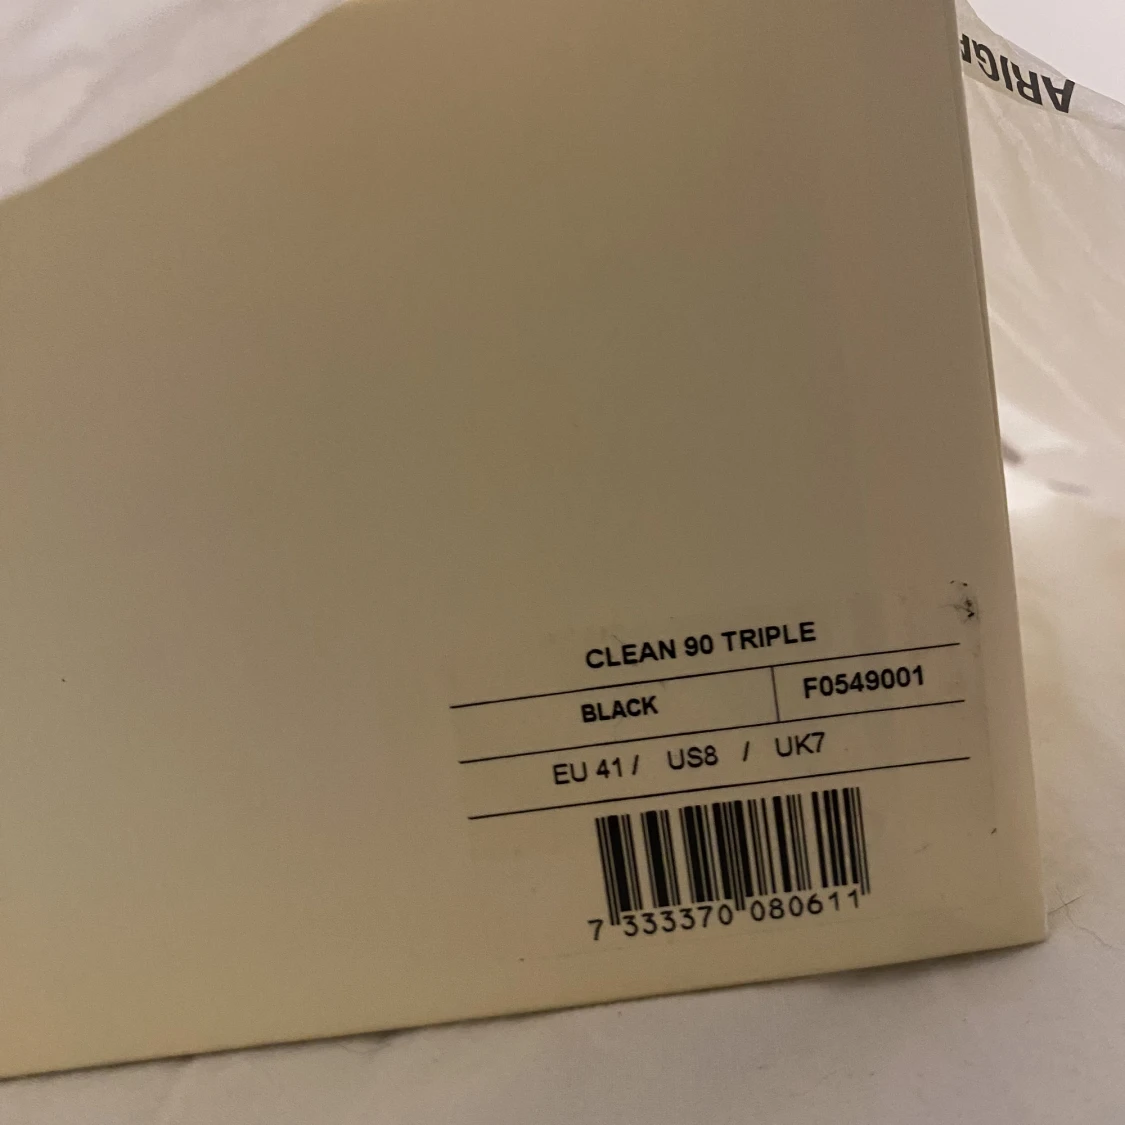 ARIG
CLEAN 90 TRIPLE
BLACK F0549001
EU 41 / US8 / UK7
7 333370 080611